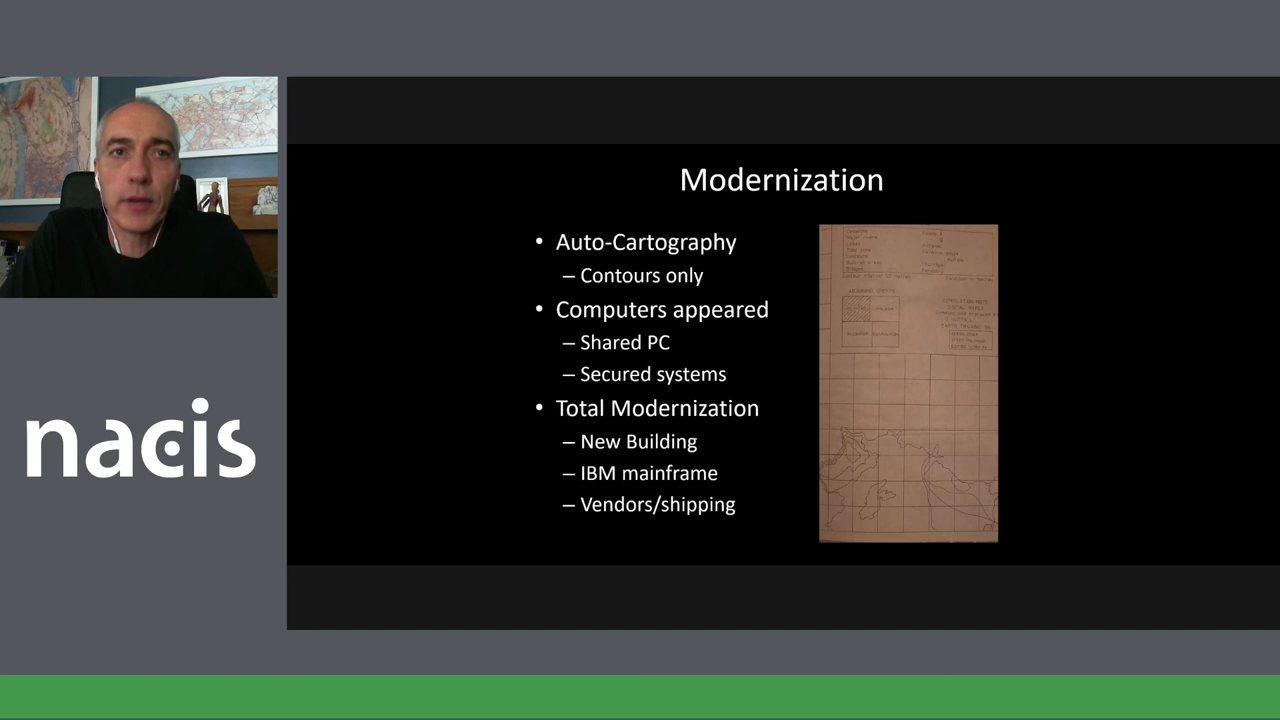 Modernization
• Auto-Cartography
– Contours only
• Computers appeared
– Shared PC
– Secured systems
• Total Modernization
– New Building
– IBM mainframe
– Vendors/shipping
nacis